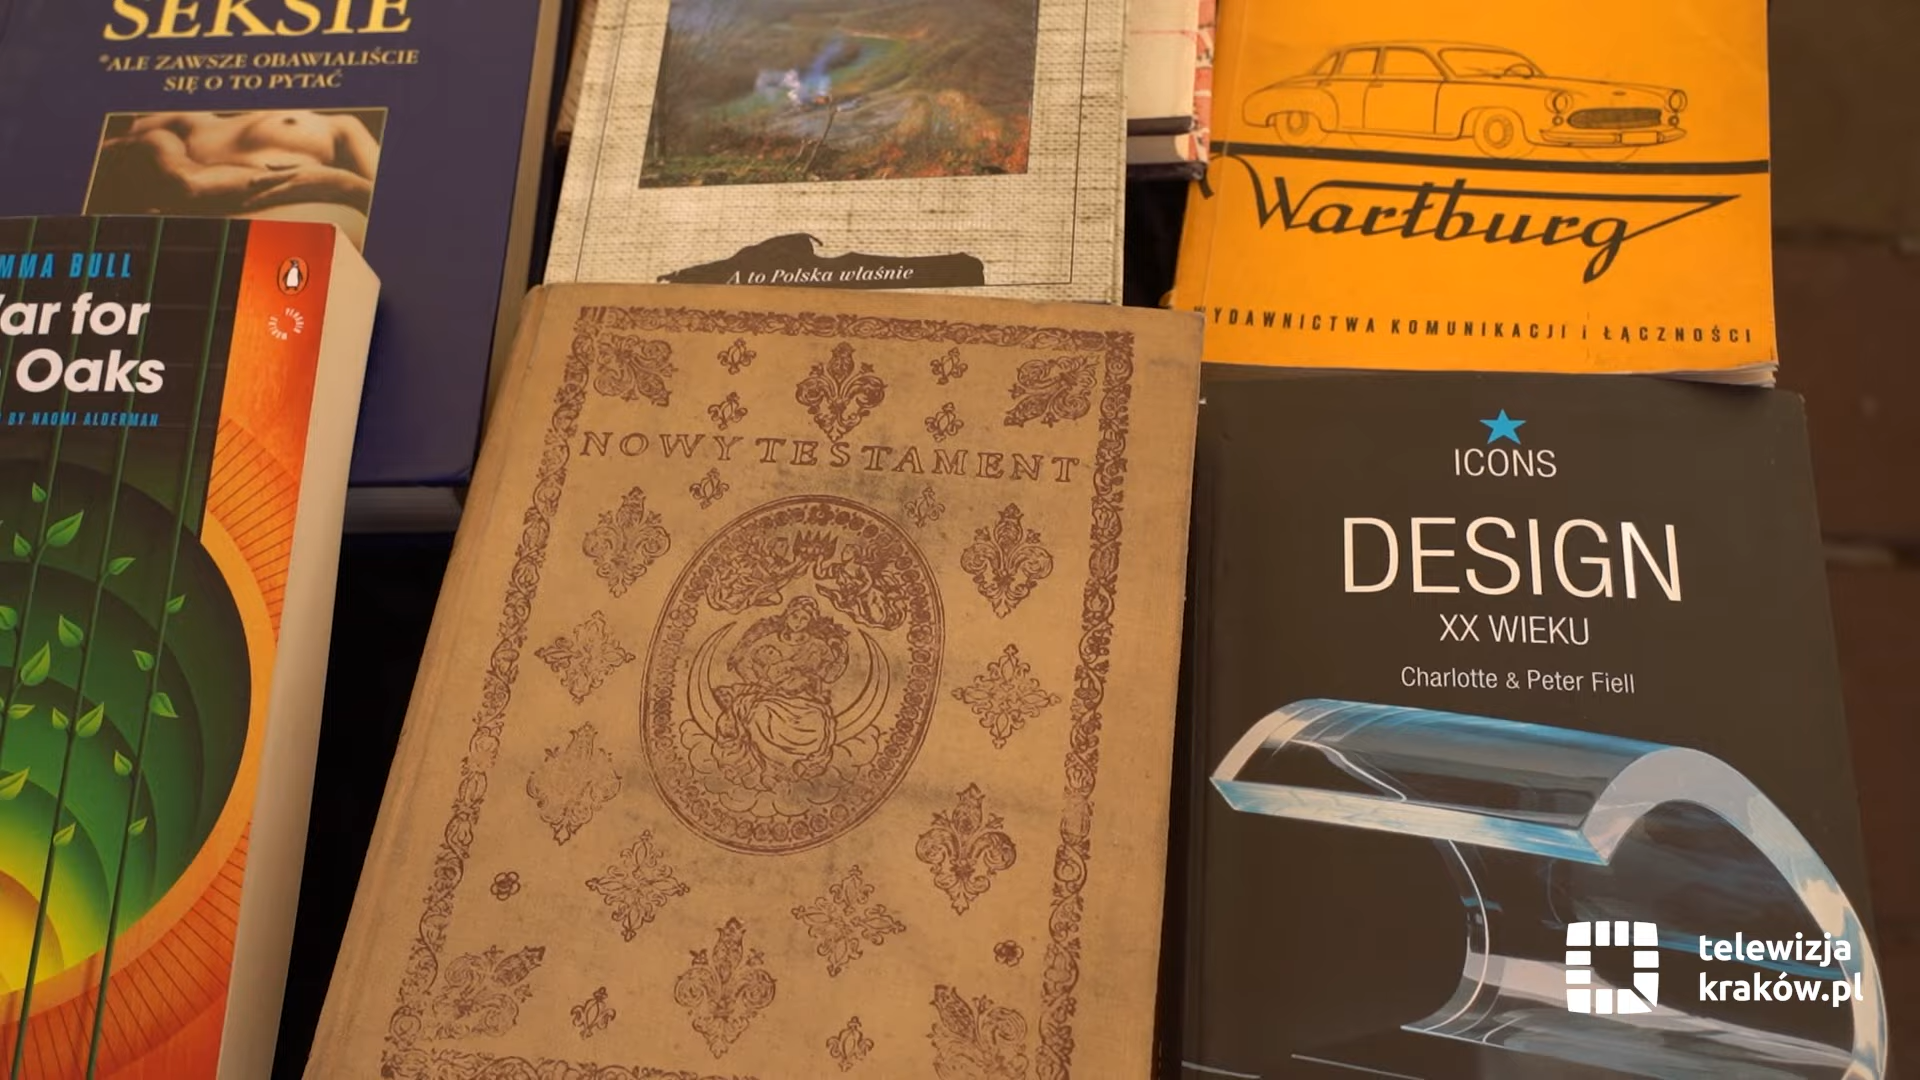 SEKSIE
*ALE ZAWSZE OBAWIALIŚCIE
SIĘ O TO PYTAĆ
A to Polska właśnie
Wartburg
WYDAWNICTWA KOMUNIKACJI I ŁĄCZNOŚCI
MMA BULL
ar for
Oaks
BY NAOMI ALDERMAN
NOWY TESTAMENT
ICONS
DESIGN
XX WIEKU
Charlotte & Peter Fiell
telewizja
kraków.pl